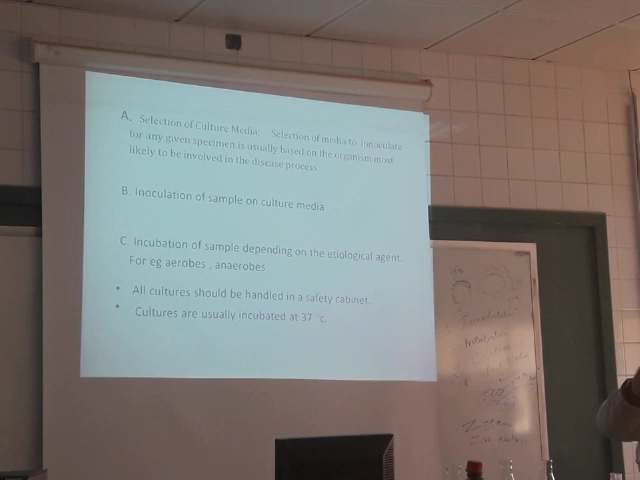 A. Selection of Culture Media: Selection of media to innoculate
for any given specimen is usually based on the organism most
likely to be involved in the disease process
B. Inoculation of sample on culture media
C. Incubation of sample depending on the etiological agent.
For eg aerobes , anaerobes
• All cultures should be handled in a safety cabinet.
• Cultures are usually incubated at 37 c.